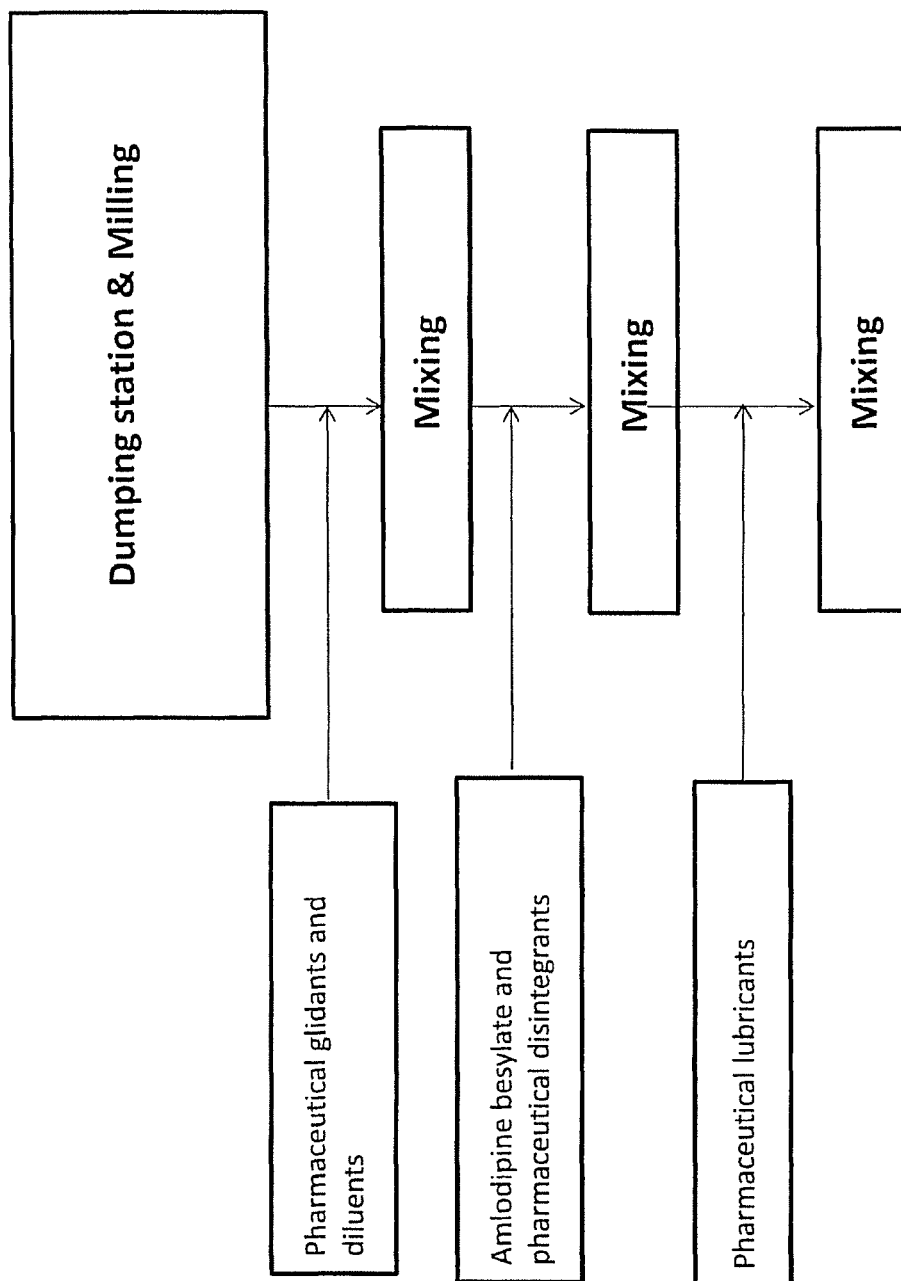 Dumping station & Milling
Pharmaceutical glidants and
diluents
Mixing
Amlodipine besylate and
pharmaceutical disintegrants
Mixing
Pharmaceutical lubricants
Mixing